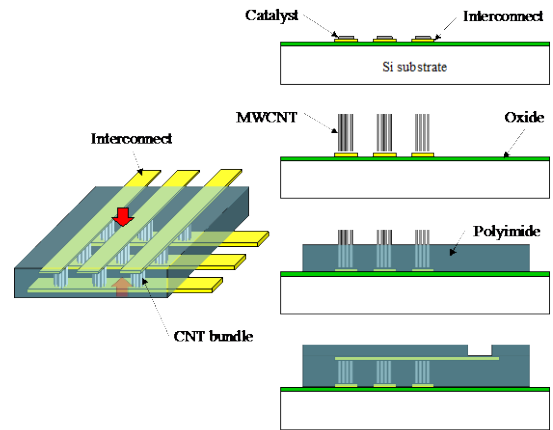 Catalyst
Interconnect
Si substrate
MWCNT
Oxide
Interconnect
Polyimide
CNT bundle